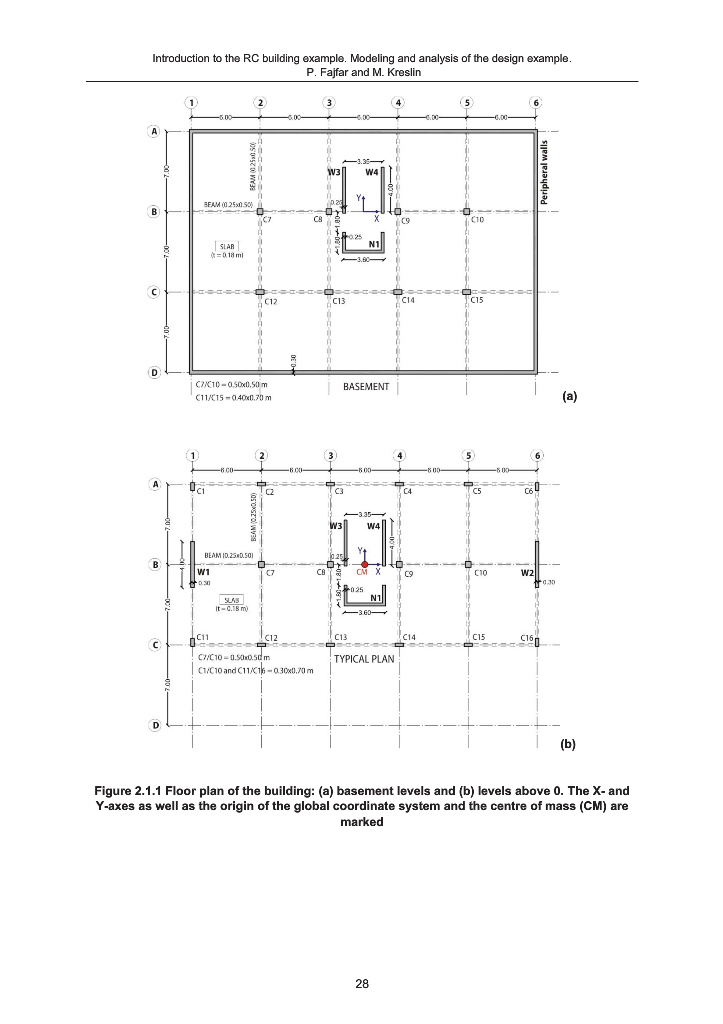 Introduction to the RC building example. Modeling and analysis of the design example.
P. Fajfar and M. Kreslin
1 2 3 4 5 6
6.00 6.00 6.00 6.00 6.00
A
7.00
BEAM (0.25x0.50)
Peripheral walls
3.35
W3 W4
4.00
0.25
Y
BEAM (0.25x0.50)
B
X
C7 C8 C9 C10
1.80
1.80
0.25
N1
3.60
SLAB
(t = 0.18 m)
7.00
C
C12 C13 C14 C15
7.00
0.30
D
C7/C10 = 0.50x0.50 m
BASEMENT
C11/C15 = 0.40x0.70 m
(a)
1 2 3 4 5 6
6.00 6.00 6.00 6.00 6.00
A
C1 C2 C3 C4 C5 C6
7.00
BEAM (0.25x0.50)
3.35
W3 W4
4.00
0.25
Y
BEAM (0.25x0.50)
B
4.00
W1 C7 C8 CM X C9 C10 W2
0.30
0.30
1.80
1.80
0.25
N1
3.60
SLAB
(t = 0.18 m)
7.00
C11 C12 C13 C14 C15 C16
C
C7/C10 = 0.50x0.50 m
TYPICAL PLAN
C1/C10 and C11/C16 = 0.30x0.70 m
7.00
D
(b)
Figure 2.1.1 Floor plan of the building: (a) basement levels and (b) levels above 0. The X- and
Y-axes as well as the origin of the global coordinate system and the centre of mass (CM) are
marked
28